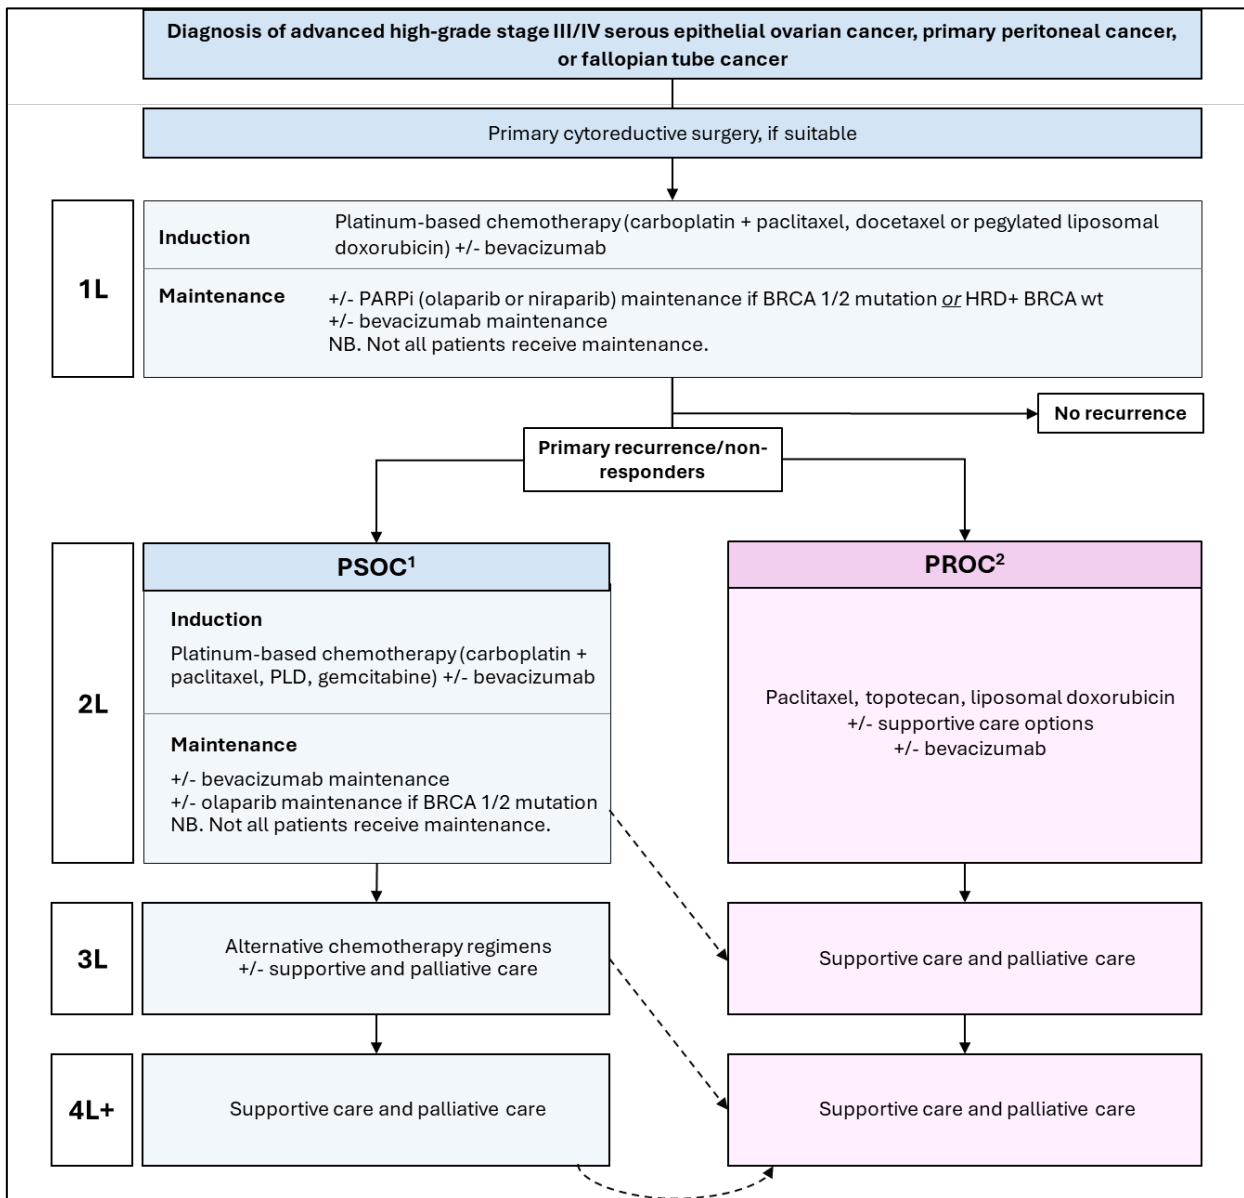 Diagnosis of advanced high-grade stage III/IV serous epithelial ovarian cancer, primary peritoneal cancer,
or fallopian tube cancer
Primary cytoreductive surgery, if suitable
1L
Induction
Platinum-based chemotherapy (carboplatin + paclitaxel, docetaxel or pegylated liposomal
doxorubicin) +/- bevacizumab
Maintenance
+/- PARPi (olaparib or niraparib) maintenance if BRCA 1/2 mutation or HRD+ BRCA wt
+/- bevacizumab maintenance
NB. Not all patients receive maintenance.
No recurrence
Primary recurrence/non-
responders
2L
PSOC¹
Induction
Platinum-based chemotherapy (carboplatin +
paclitaxel, PLD, gemcitabine) +/- bevacizumab
Maintenance
+/- bevacizumab maintenance
+/- olaparib maintenance if BRCA 1/2 mutation
NB. Not all patients receive maintenance.
PROC²
Paclitaxel, topotecan, liposomal doxorubicin
+/- supportive care options
+/- bevacizumab
3L
Alternative chemotherapy regimens
+/- supportive and palliative care
Supportive care and palliative care
4L+
Supportive care and palliative care
Supportive care and palliative care